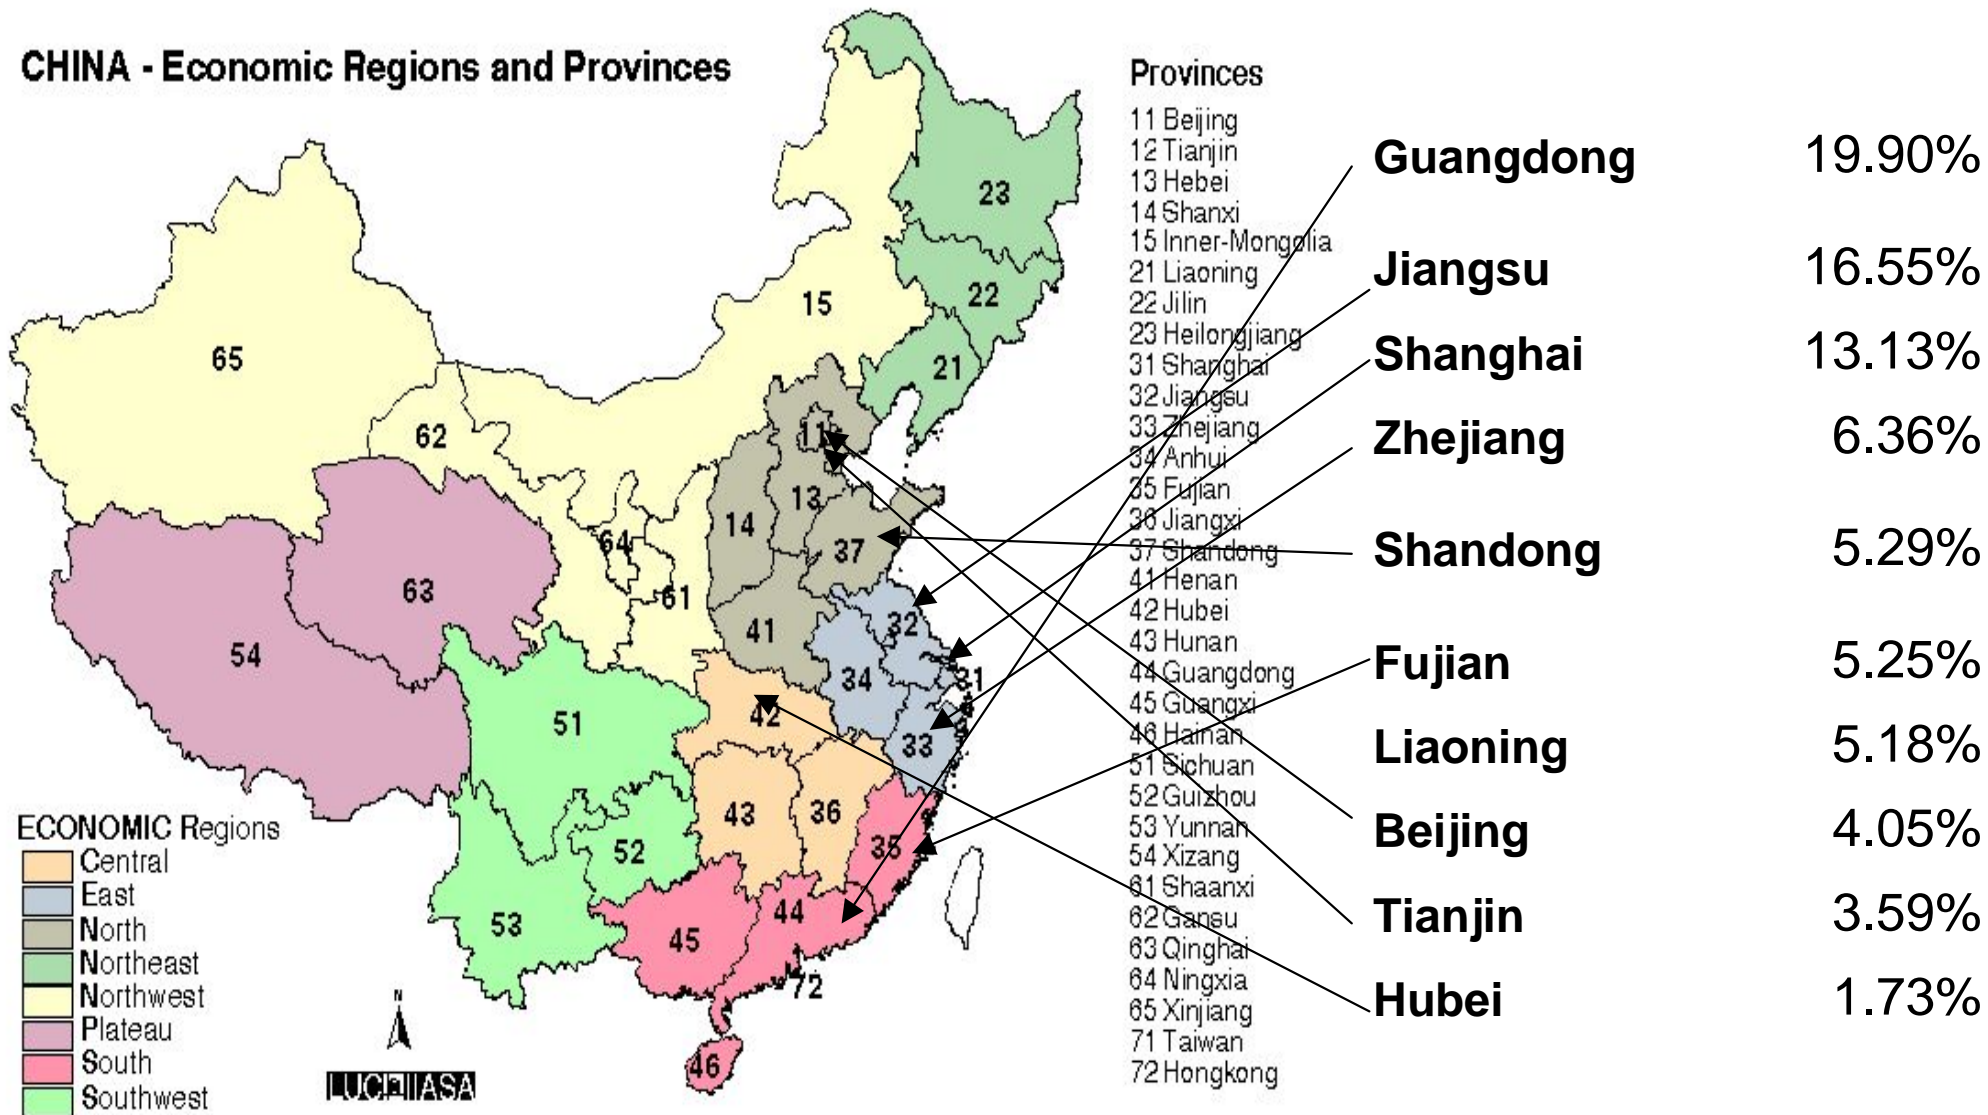 CHINA - Economic Regions and Provinces
Provinces
11 Beijing
12 Tianjin
13 Hebei
14 Shanxi
15 Inner-Mongolia
21 Liaoning
22 Jilin
23 Heilongjiang
31 Shanghai
32 Jiangsu
33 Zhejiang
34 Anhui
35 Fujian
36 Jiangxi
37 Shandong
41 Henan
42 Hubei
43 Hunan
44 Guangdong
45 Guangxi
46 Hainan
51 Sichuan
52 Guizhou
53 Yunnan
54 Xizang
61 Shaanxi
62 Gansu
63 Qinghai
64 Ningxia
65 Xinjiang
71 Taiwan
72 Hongkong
Guangdong 19.90%
Jiangsu 16.55%
Shanghai 13.13%
Zhejiang 6.36%
Shandong 5.29%
Fujian 5.25%
Liaoning 5.18%
Beijing 4.05%
Tianjin 3.59%
Hubei 1.73%
23
22
15
21
65
62
11
13
14
64
37
63
61
41
32
54
34
31
51
42
33
43
36
35
52
44
53
45
72
46
ECONOMIC Regions
Central
East
North
Northeast
Northwest
Plateau
South
Southwest
N